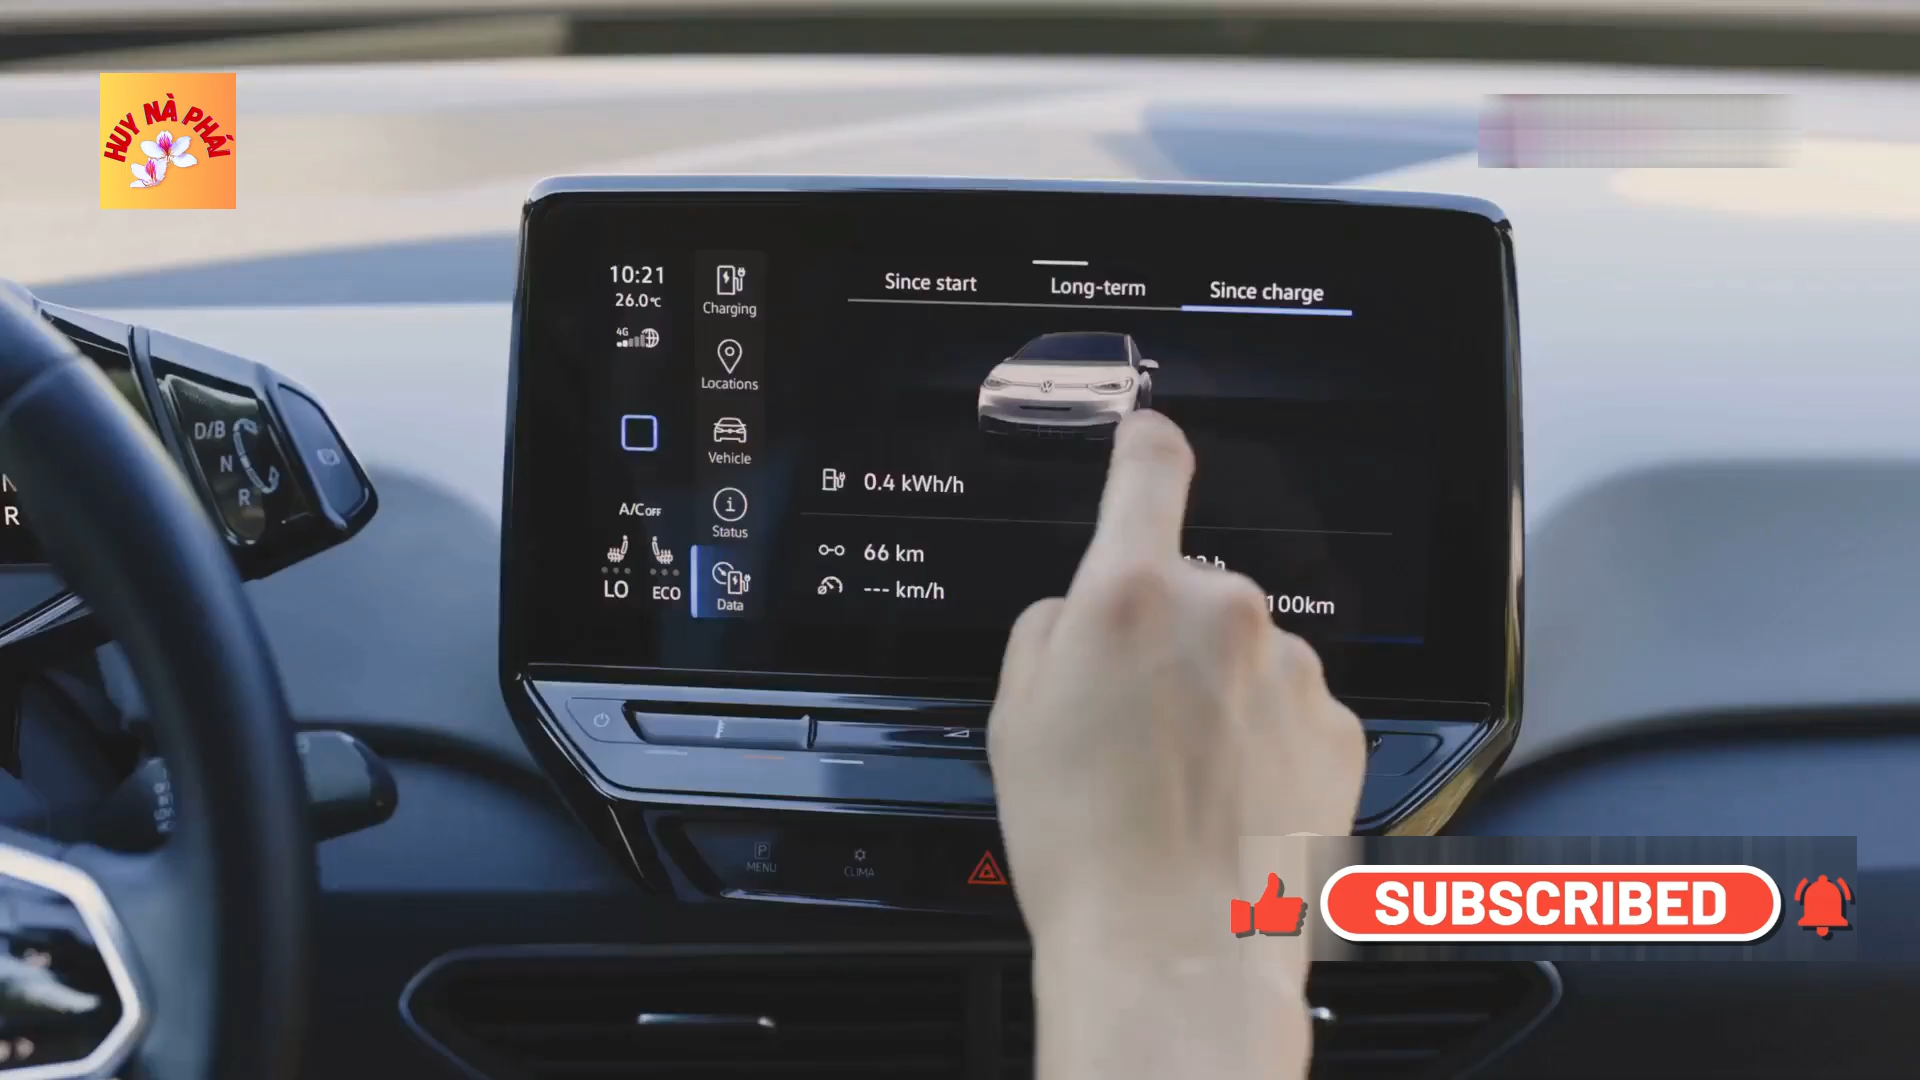 HUY NÀ PHÁI
10:21
26.0°C
4G
A/C OFF
LO
ECO
Charging
Locations
Vehicle
Status
Data
Since start
Long-term
Since charge
0.4 kWh/h
66 km
--- km/h
100km
D/B
N
R
R
MENU
CLIMA
SUBSCRIBED